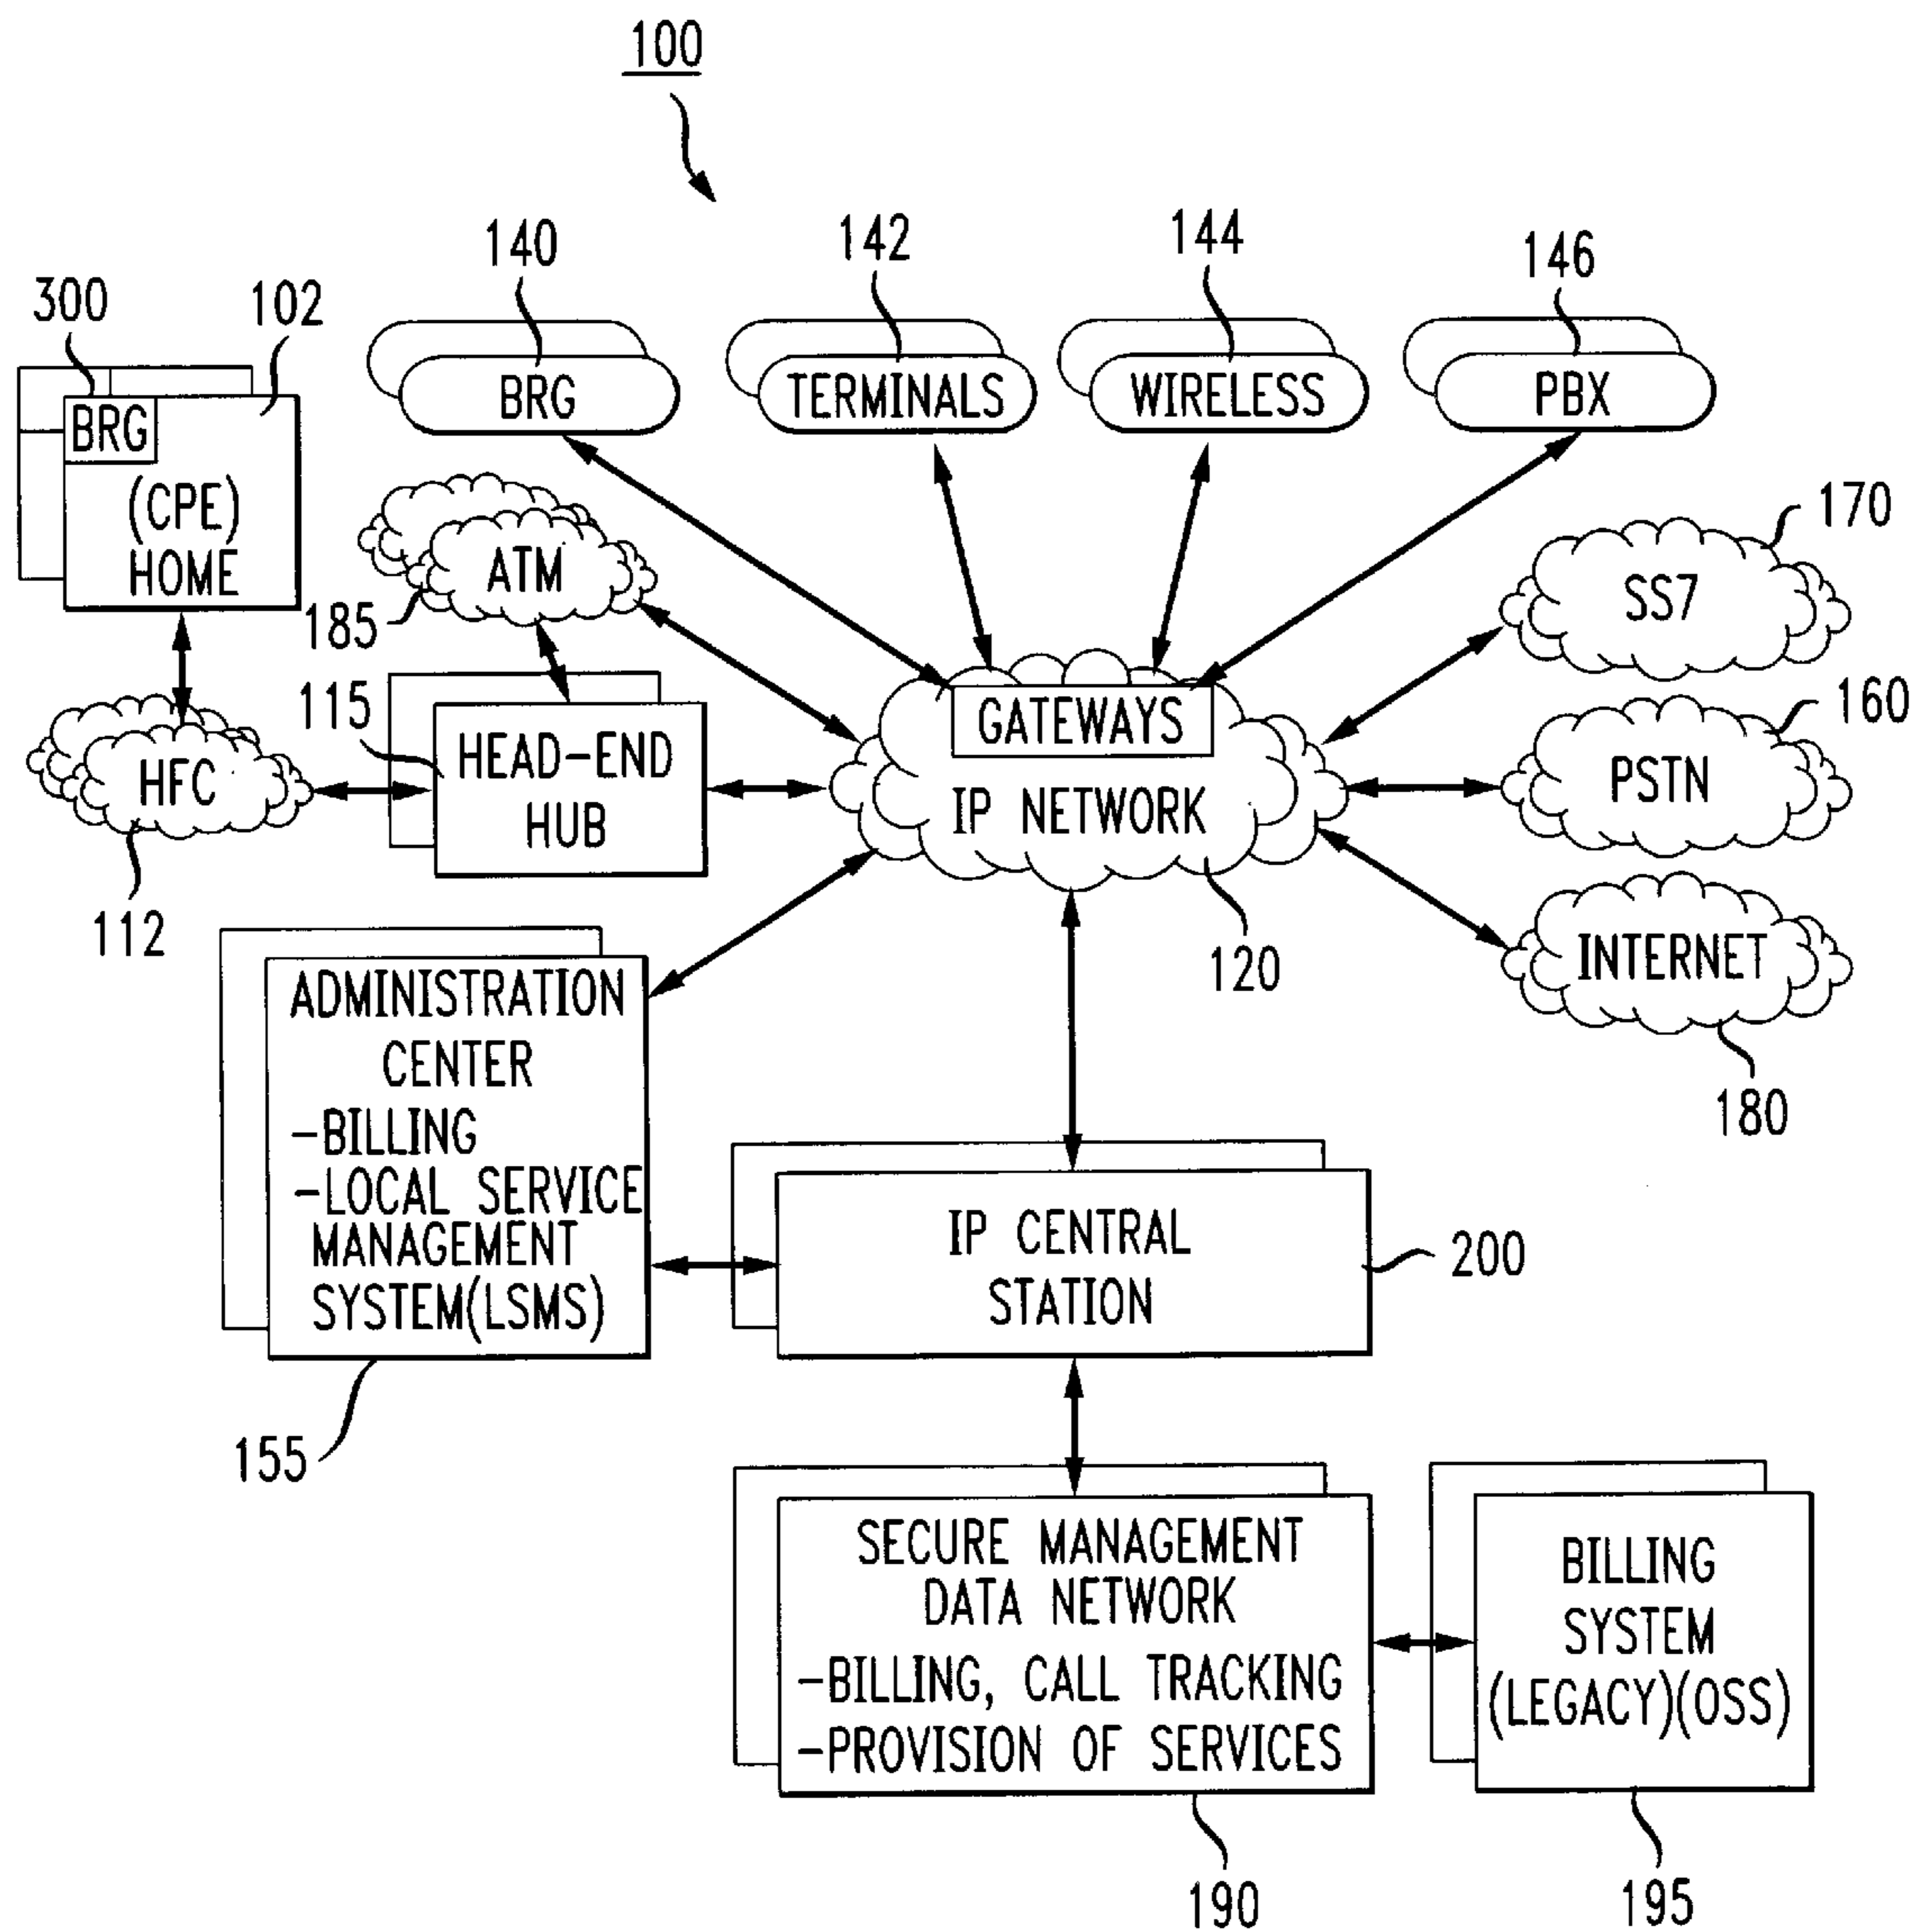 100
140
142
144
146
300
102
BRG
TERMINALS
WIRELESS
PBX
BRG
(CPE)
HOME
ATM
185
170
SS7
115
GATEWAYS
160
HEAD-END
HUB
HFC
IP NETWORK
PSTN
112
120
INTERNET
180
ADMINISTRATION
CENTER
-BILLING
-LOCAL SERVICE
MANAGEMENT
SYSTEM(LSMS)
155
IP CENTRAL
STATION
200
SECURE MANAGEMENT
DATA NETWORK
-BILLING, CALL TRACKING
-PROVISION OF SERVICES
190
BILLING
SYSTEM
(LEGACY)(OSS)
195